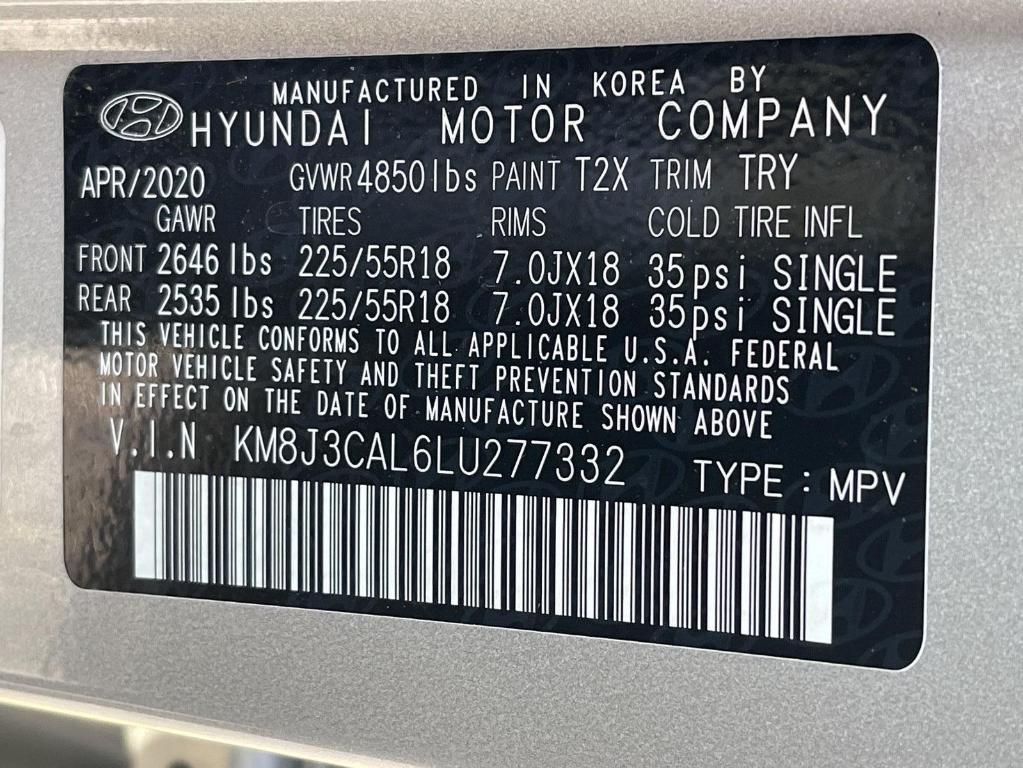 MANUFACTURED IN KOREA BY
HYUNDAI MOTOR COMPANY
APR/2020 GVWR 4850 lbs PAINT T2X TRIM TRY
GAWR TIRES RIMS COLD TIRE INFL
FRONT 2646 lbs 225/55R18 7.0JX18 35psi SINGLE
REAR 2535 lbs 225/55R18 7.0JX18 35psi SINGLE
THIS VEHICLE CONFORMS TO ALL APPLICABLE U.S.A. FEDERAL
MOTOR VEHICLE SAFETY AND THEFT PREVENTION STANDARDS
IN EFFECT ON THE DATE OF MANUFACTURE SHOWN ABOVE
V.I.N KM8J3CAL6LU277332 TYPE : MPV